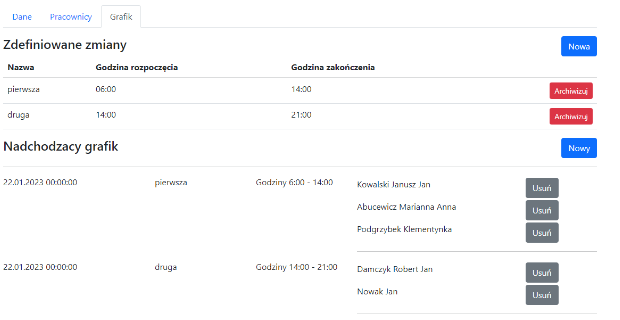 Dane Pracownicy Grafik
Zdefiniowane zmiany Nowa
Nazwa Godzina rozpoczęcia Godzina zakończenia
pierwsza 06:00 14:00 Archiwizuj
druga 14:00 21:00 Archiwizuj
Nadchodzacy grafik Nowy
22.01.2023 00:00:00 pierwsza Godziny 6:00 - 14:00 Kowalski Janusz Jan Usuń
Abucewicz Marianna Anna Usuń
Podgrzybek Klementynka Usuń
22.01.2023 00:00:00 druga Godziny 14:00 - 21:00 Damczyk Robert Jan Usuń
Nowak Jan Usuń